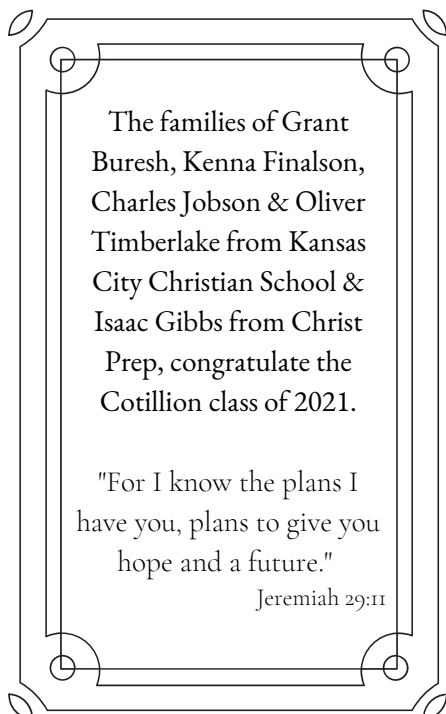 The families of Grant
Buresh, Kenna Finalson,
Charles Jobson & Oliver
Timberlake from Kansas
City Christian School &
Isaac Gibbs from Christ
Prep, congratulate the
Cotillion class of 2021.
"For I know the plans I
have you, plans to give you
hope and a future."
Jeremiah 29:11